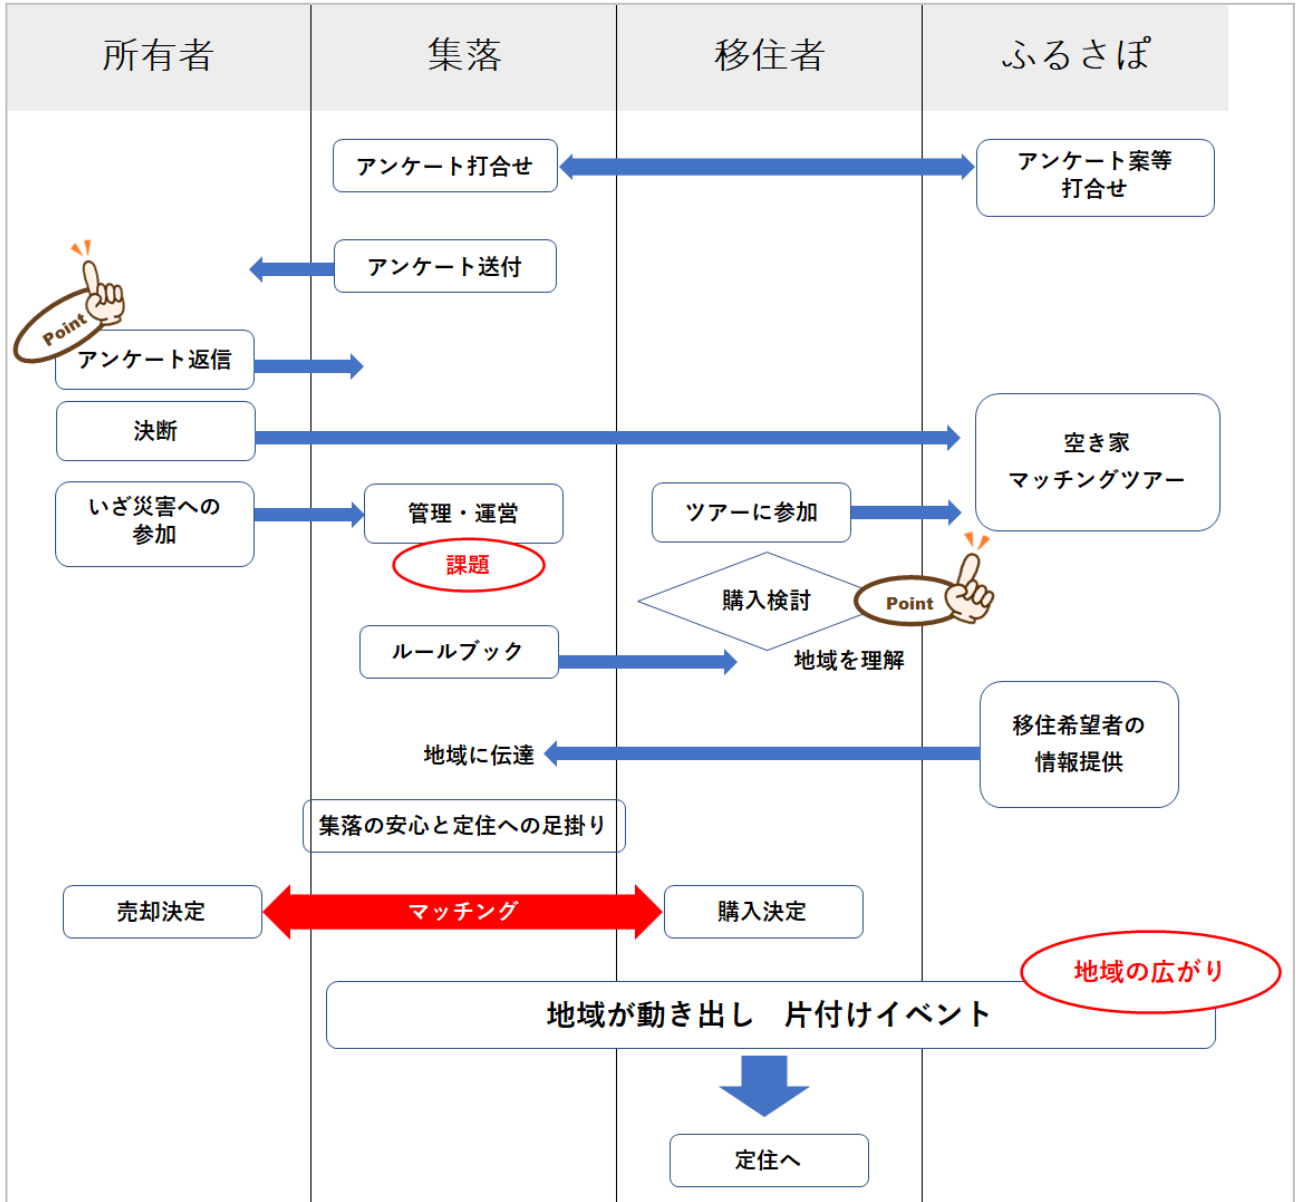 所有者
集落
移住者
ふるさぽ
アンケート打合せ
アンケート案等
打合せ
アンケート送付
Point
アンケート返信
決断
空き家
マッチングツアー
いざ災害への
参加
管理・運営
ツアーに参加
課題
購入検討
Point
ルールブック
地域を理解
移住希望者の
情報提供
地域に伝達
集落の安心と定住への足掛り
売却決定
マッチング
購入決定
地域の広がり
地域が動き出し　片付けイベント
定住へ